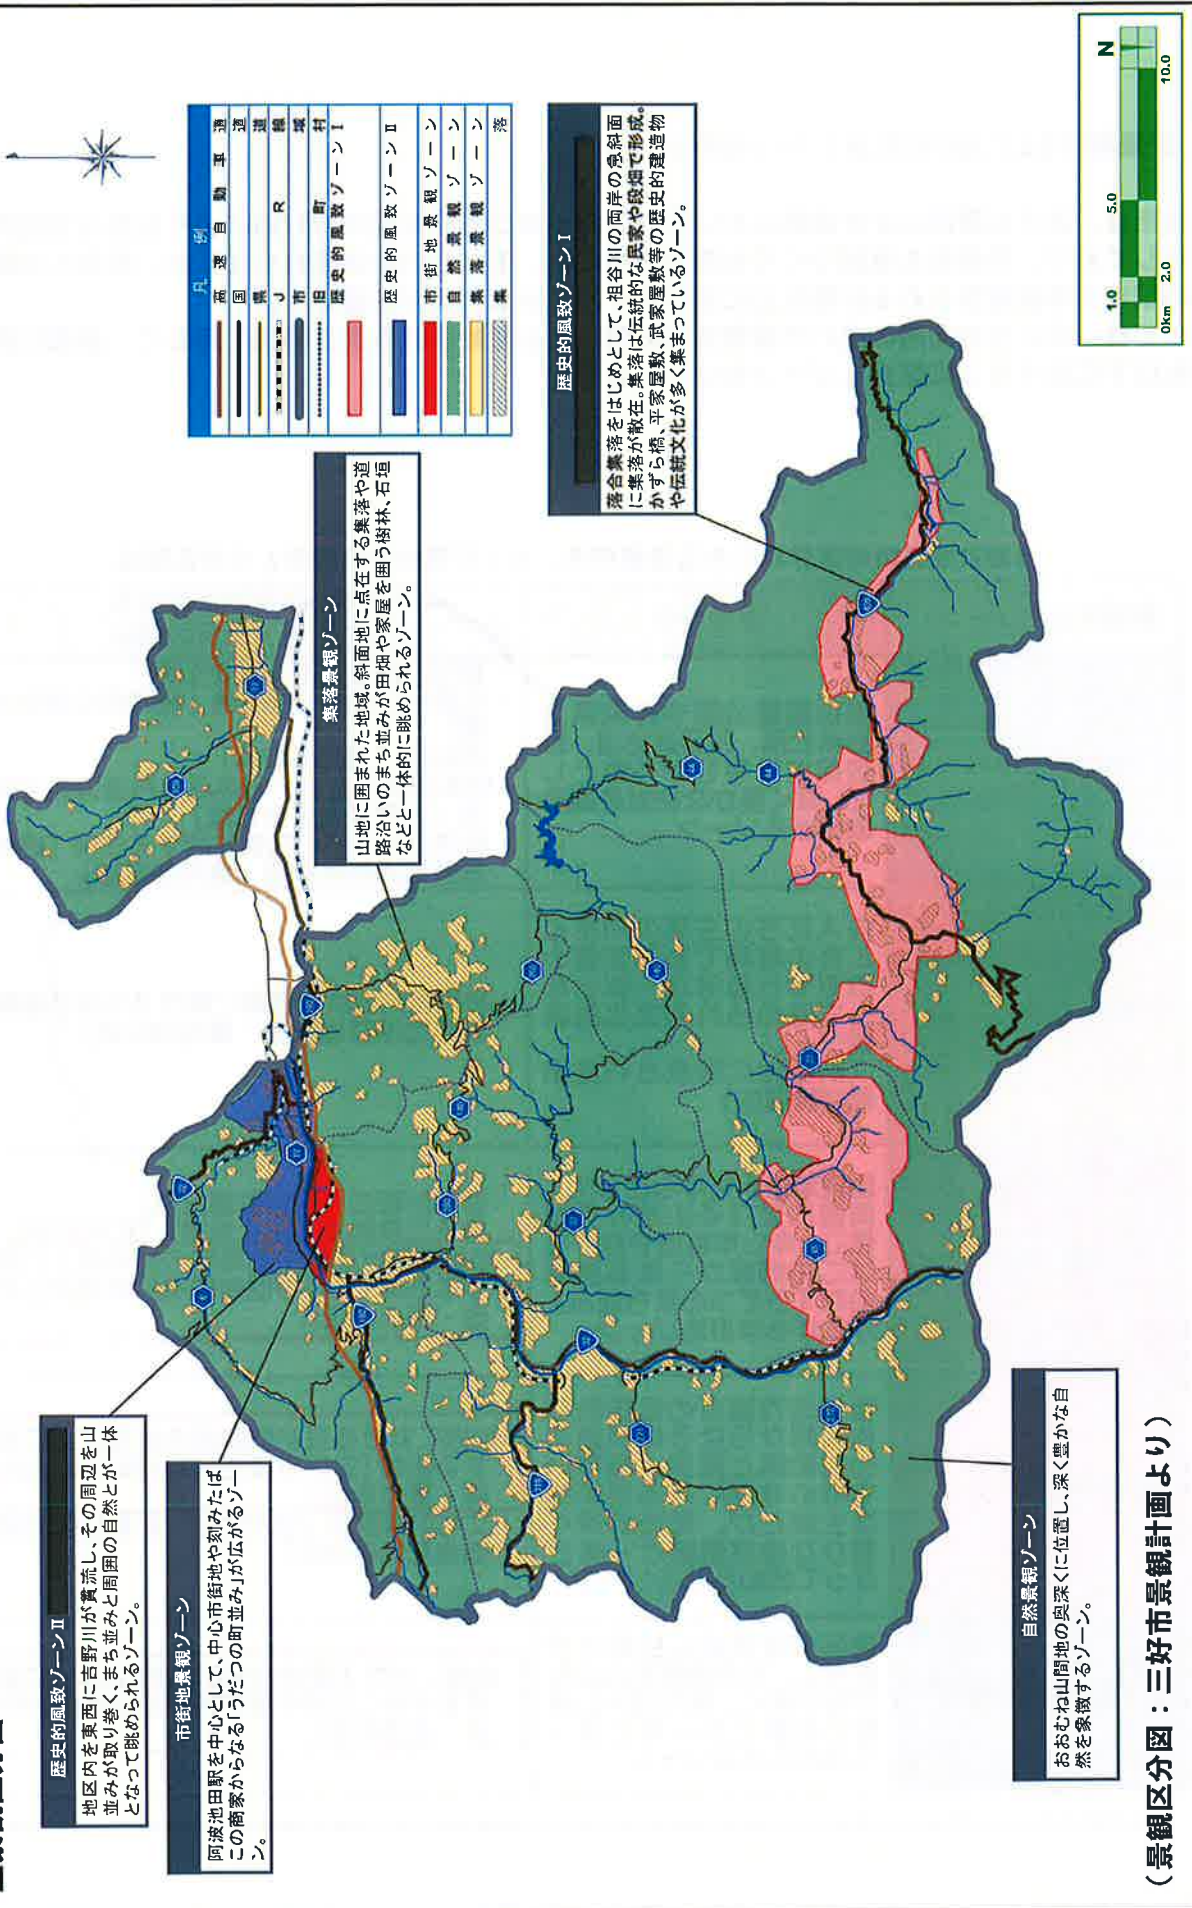 歴史的風致ゾーンⅡ
地区内を東西に吉野川が貫流し、その周辺を山
並みが取り巻く、まち並みと周囲の自然とが一体
となって眺められるゾーン。
市街地景観ゾーン
阿波池田駅を中心として、中心市街地や刻みたば
この商家からなる「うだつの町並み」が広がるゾー
ン。
集落景観ゾーン
山地に囲まれた地域。斜面地に点在する集落や道
路沿いのまち並みが田畑や家屋を囲う樹林、石垣
などと一体的に眺められるゾーン。
凡例
高速自動車道
国道
県道
JR線
市域
旧町村
歴史的風致ゾーンⅠ
歴史的風致ゾーンⅡ
市街地景観ゾーン
自然景観ゾーン
集落景観ゾーン
集落
歴史的風致ゾーンⅠ
落合集落をはじめとして、祖谷川の両岸の急斜面
に集落が散在。集落は伝統的な民家や段畑で形成。
かずら橋、平家屋敷、武家屋敷等の歴史的建造物
や伝統文化が多く集まっているゾーン。
自然景観ゾーン
おおむね山間地の奥深くに位置し、深く豊かな自
然を象徴するゾーン。
N
1.0 5.0
0km 2.0 10.0
（景観区分図：三好市景観計画より）